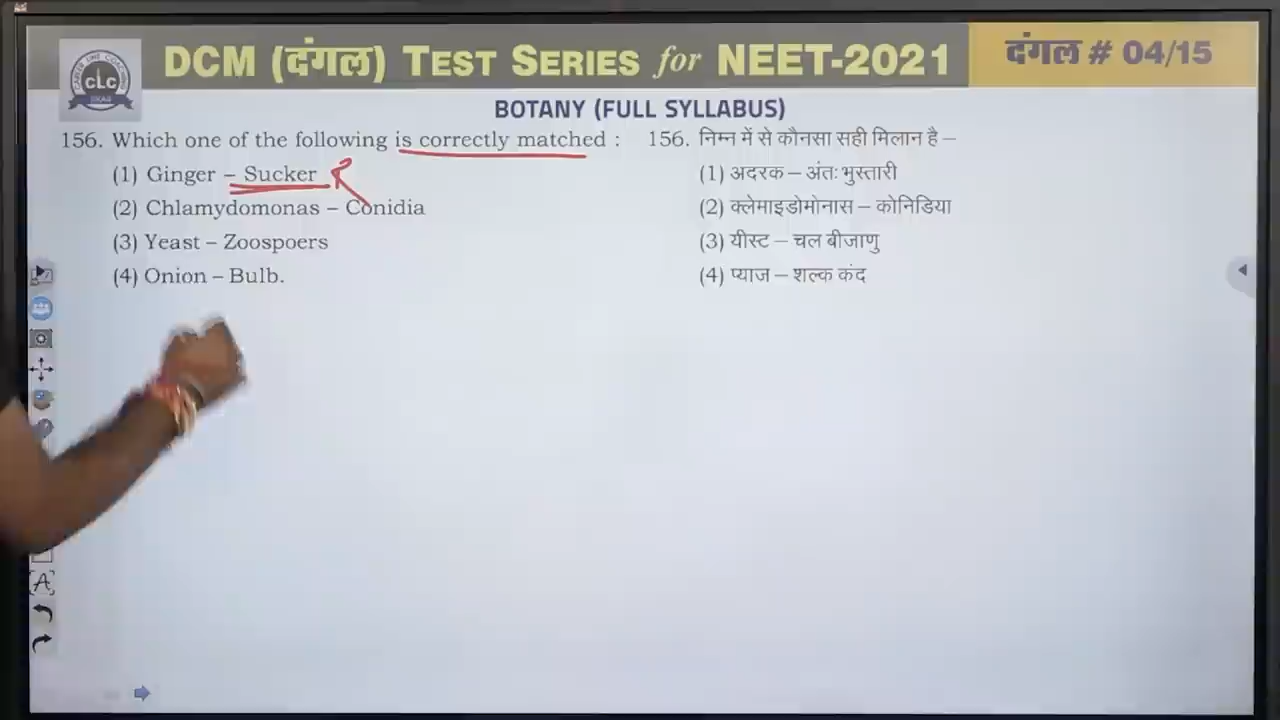 DCM (दंगल) TEST SERIES for NEET-2021
दंगल # 04/15
CLC
BOTANY (FULL SYLLABUS)
156. Which one of the following is correctly matched :
(1) Ginger – Sucker
(2) Chlamydomonas – Conidia
(3) Yeast – Zoospoers
(4) Onion – Bulb.
156. निम्न में से कौनसा सही मिलान है –
(1) अदरक – अंतः भुस्तारी
(2) क्लेमाइडोमोनास – कोनिडिया
(3) यीस्ट – चल बीजाणु
(4) प्याज – शल्क कंद
A